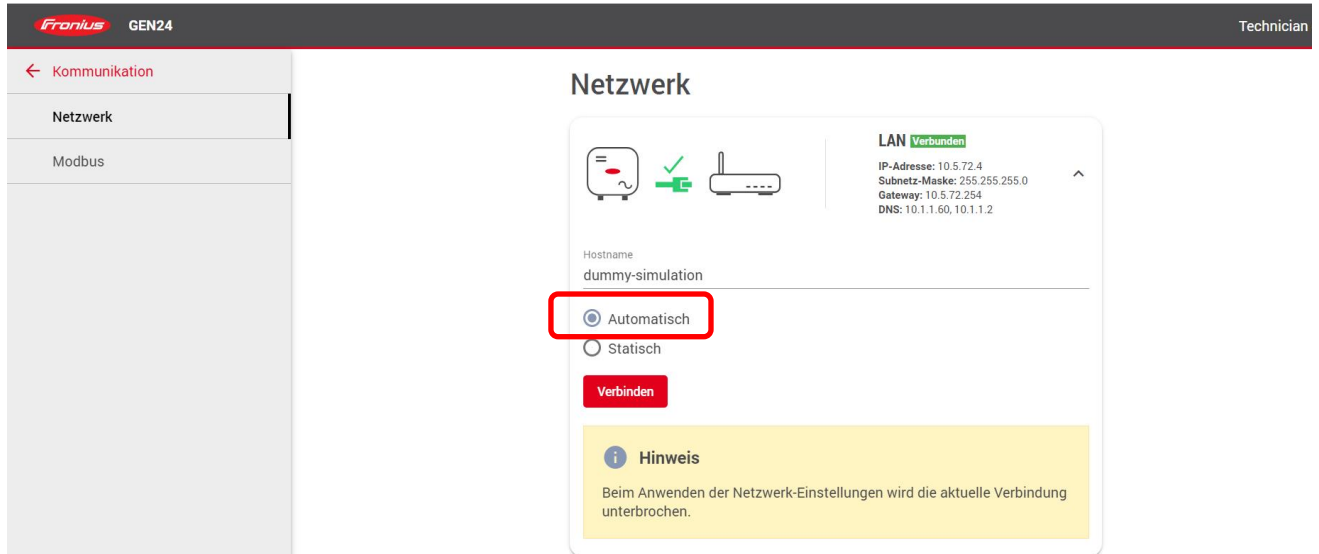 Fronius GEN24
Technician
Kommunikation
Netzwerk
Modbus
Netzwerk
LAN Verbunden
IP-Adresse: 10.5.72.4
Subnetz-Maske: 255.255.255.0
Gateway: 10.5.72.254
DNS: 10.1.1.60, 10.1.1.2
Hostname
dummy-simulation
Automatisch
Statisch
Verbinden
Hinweis
Beim Anwenden der Netzwerk-Einstellungen wird die aktuelle Verbindung
unterbrochen.